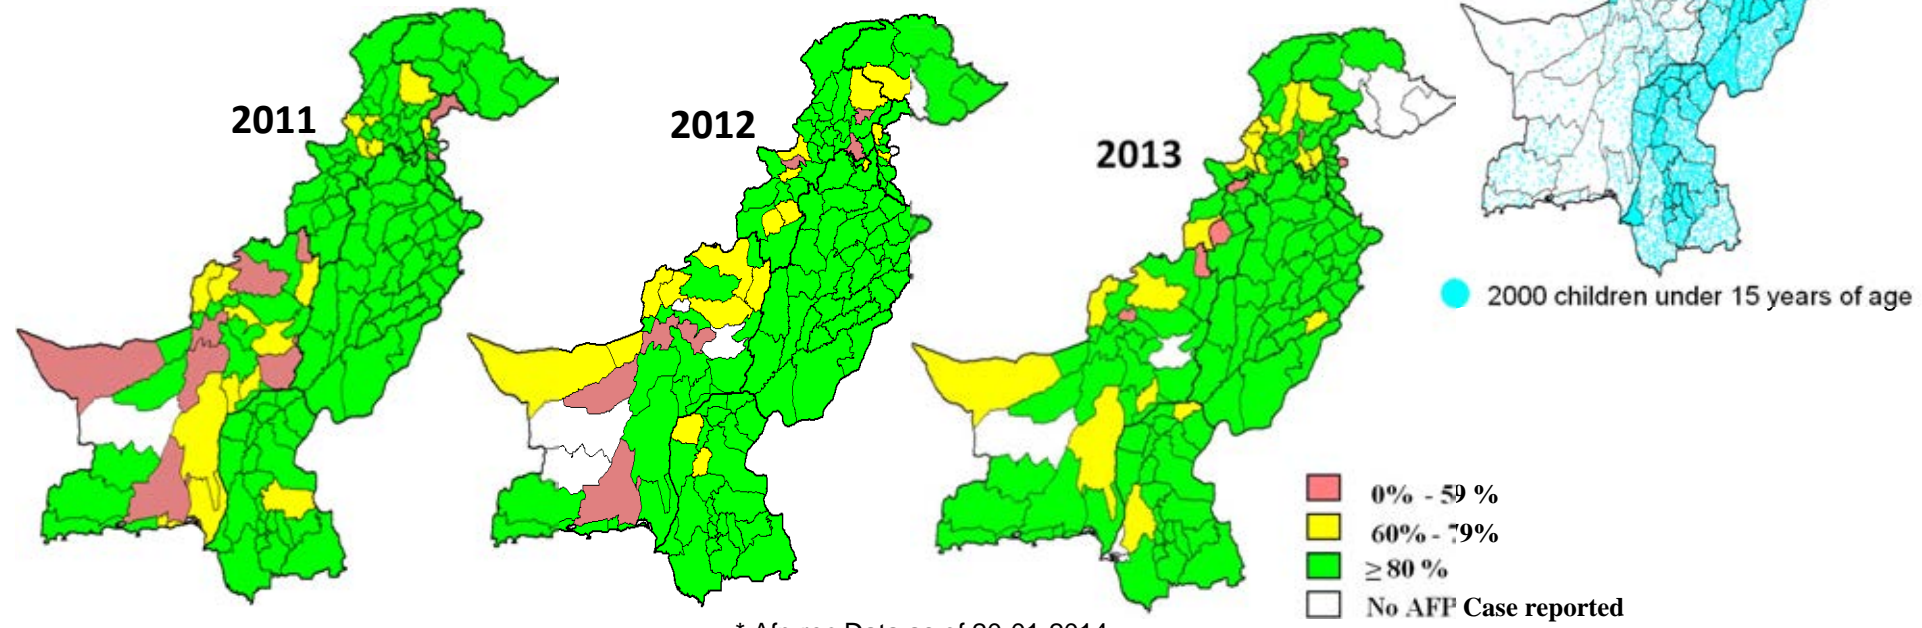 2011
2012
2013
2000 children under 15 years of age
0% - 59 %
60% - 79%
≥ 80 %
No AFP Case reported